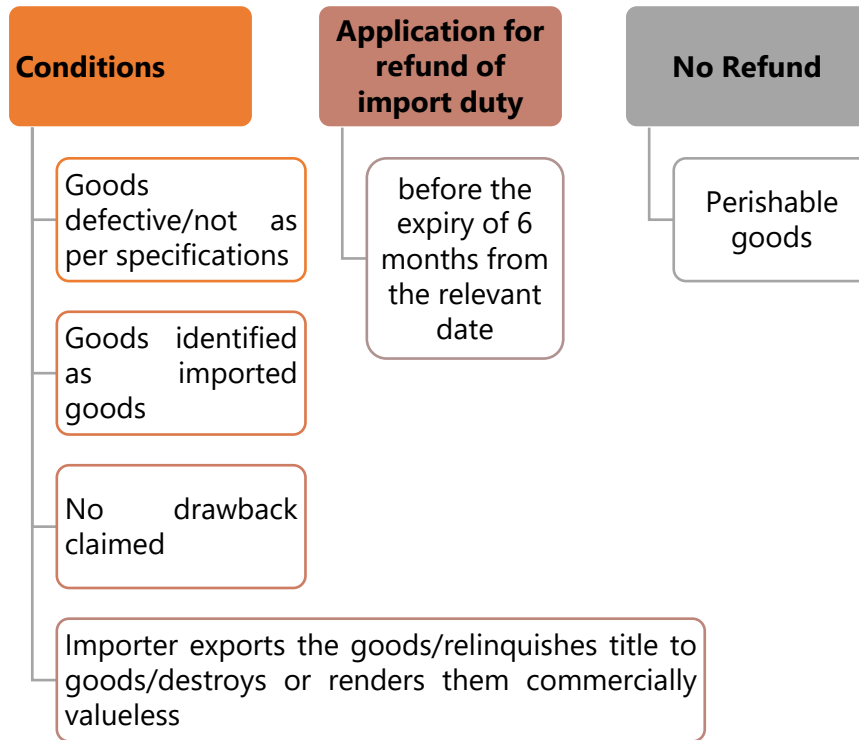 Conditions
Goods
defective/not as
per specifications
Goods identified
as imported
goods
No drawback
claimed
Importer exports the goods/relinquishes title to
goods/destroys or renders them commercially
valueless
Application for
refund of
import duty
before the
expiry of 6
months from
the relevant
date
No Refund
Perishable
goods